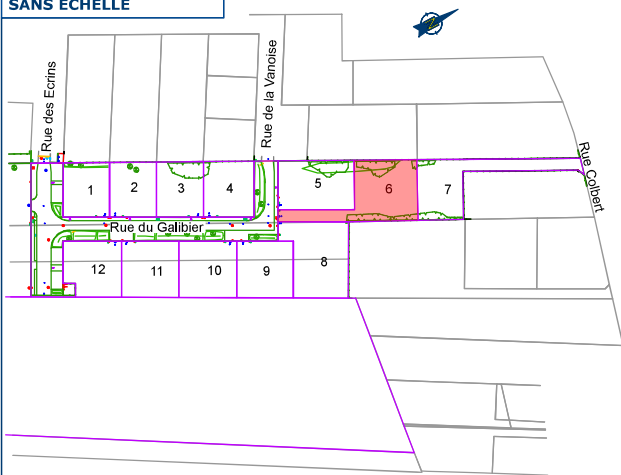 SANS ECHELLE
Rue des Ecrins
Rue de la Vanoise
Rue Colbert
1
2
3
4
5
6
7
Rue du Galibier
12
11
10
9
8